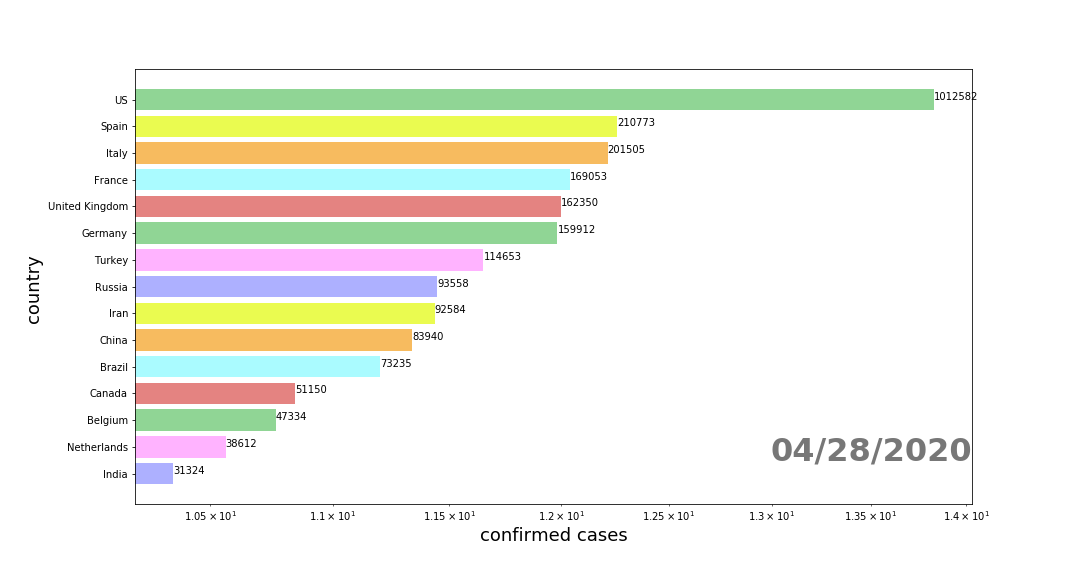 US 1012582
Spain 210773
Italy 201505
France 169053
United Kingdom 162350
Germany 159912
Turkey 114653
Russia 93558
Iran 92584
China 83940
Brazil 73235
Canada 51150
Belgium 47334
Netherlands 38612
India 31324
country
04/28/2020
1.05 × 10¹ 1.1 × 10¹ 1.15 × 10¹ 1.2 × 10¹ 1.25 × 10¹ 1.3 × 10¹ 1.35 × 10¹ 1.4 × 10¹
confirmed cases